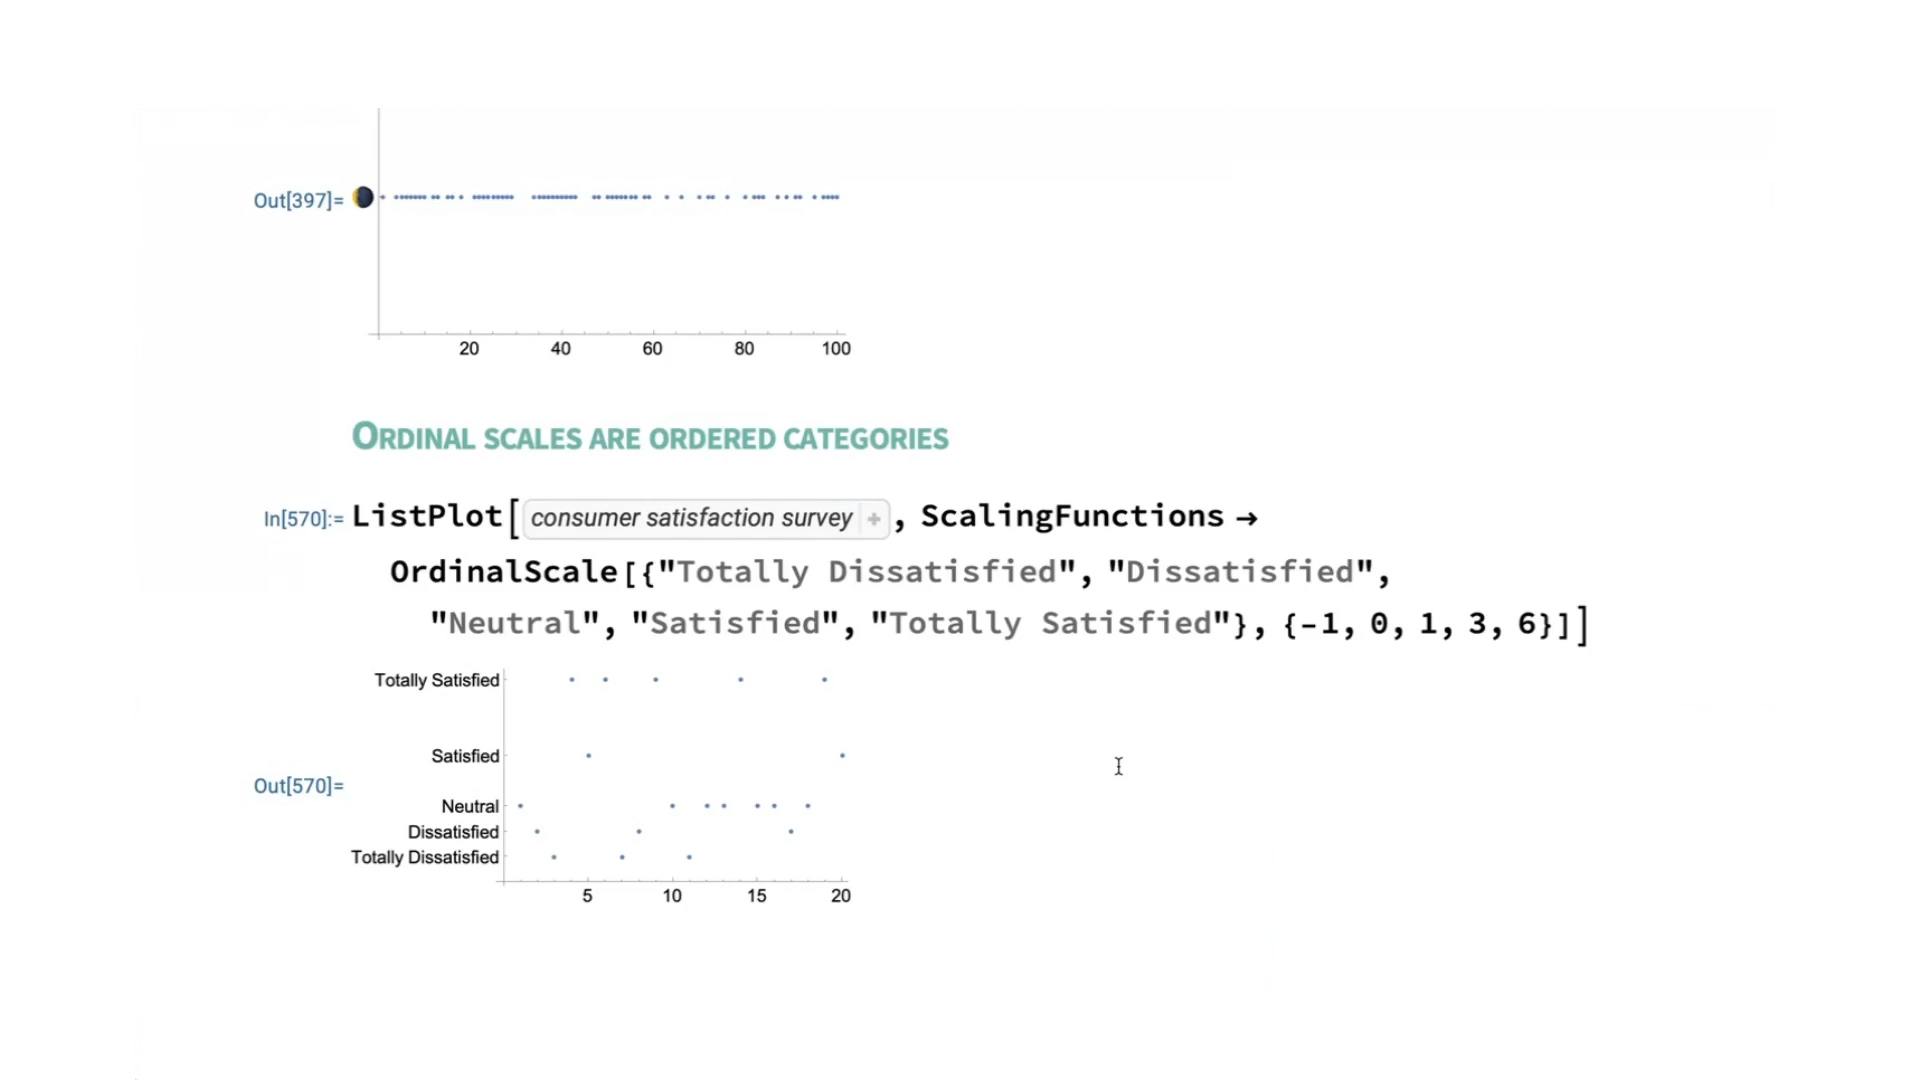 Out[397]=
20 40 60 80 100
ORDINAL SCALES ARE ORDERED CATEGORIES
In[570]:= ListPlot[consumer satisfaction survey +, ScalingFunctions →
OrdinalScale[{"Totally Dissatisfied", "Dissatisfied",
"Neutral", "Satisfied", "Totally Satisfied"}, {-1, 0, 1, 3, 6}]]
Totally Satisfied
Satisfied
Out[570]=
Neutral
Dissatisfied
Totally Dissatisfied
5 10 15 20